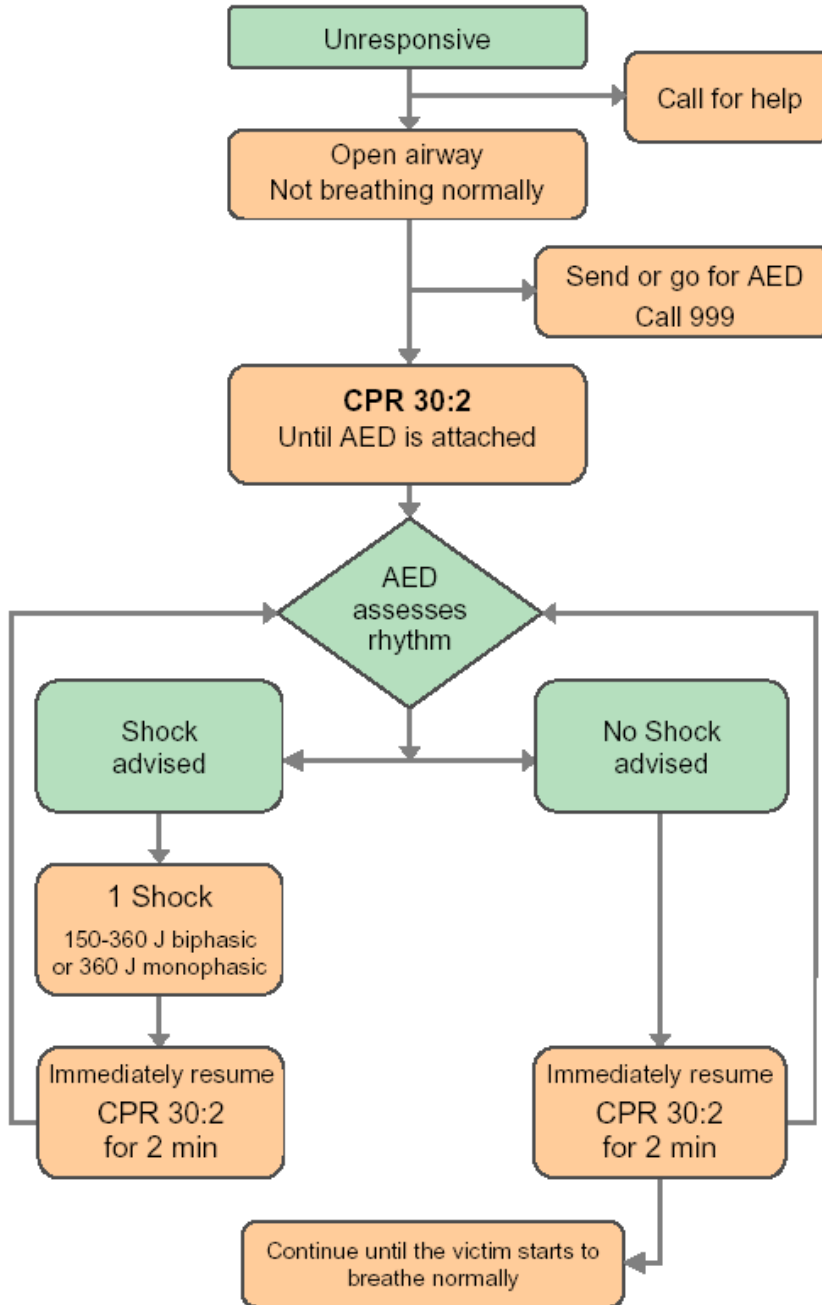 Unresponsive
Call for help
Open airway
Not breathing normally
Send or go for AED
Call 999
CPR 30:2
Until AED is attached
AED
assesses
rhythm
Shock
advised
No Shock
advised
1 Shock
150-360 J biphasic
or 360 J monophasic
Immediately resume
CPR 30:2
for 2 min
Immediately resume
CPR 30:2
for 2 min
Continue until the victim starts to
breathe normally